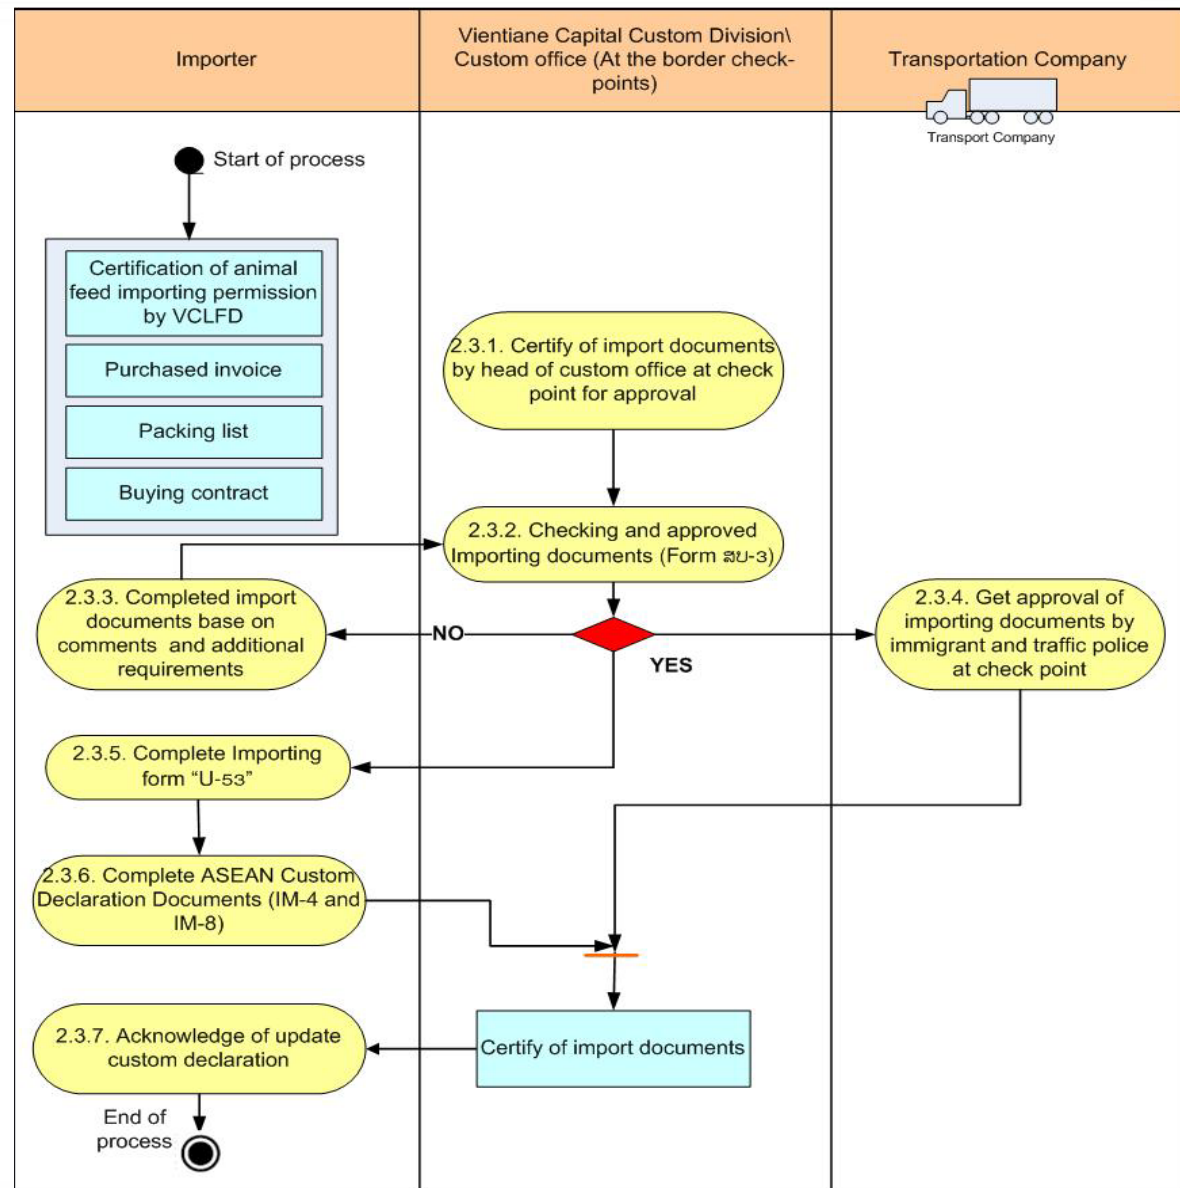 Importer
Vientiane Capital Custom Division\
Custom office (At the border check-
points)
Transportation Company
Transport Company
Start of process
Certification of animal
feed importing permission
by VCLFD
Purchased invoice
Packing list
Buying contract
2.3.1. Certify of import documents
by head of custom office at check
point for approval
2.3.2. Checking and approved
Importing documents (Form ສບ-3)
2.3.3. Completed import
documents base on
comments and additional
requirements
NO
YES
2.3.4. Get approval of
importing documents by
immigrant and traffic police
at check point
2.3.5. Complete Importing
form “U-53”
2.3.6. Complete ASEAN Custom
Declaration Documents (IM-4 and
IM-8)
2.3.7. Acknowledge of update
custom declaration
Certify of import documents
End of
process